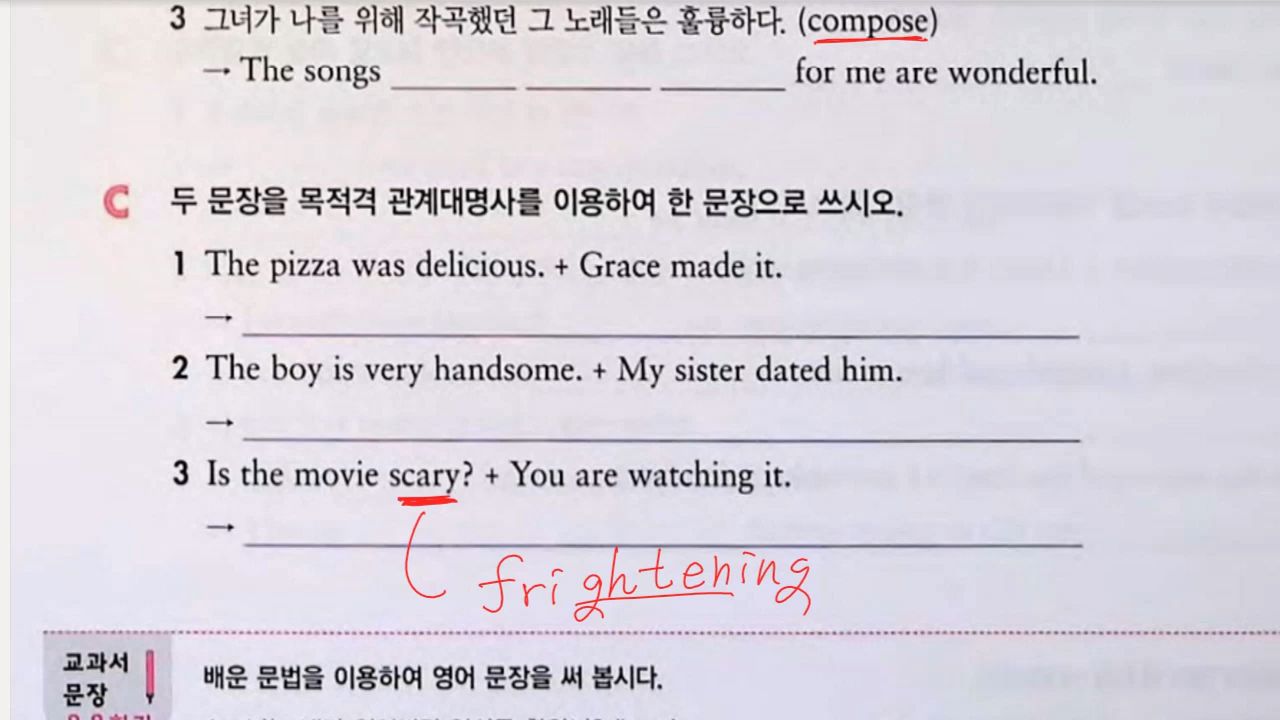 3 그녀가 나를 위해 작곡했던 그 노래들은 훌륭하다. (compose)
→ The songs for me are wonderful.
C 두 문장을 목적격 관계대명사를 이용하여 한 문장으로 쓰시오.
1 The pizza was delicious. + Grace made it.
→
2 The boy is very handsome. + My sister dated him.
→
3 Is the movie scary? + You are watching it.
→
frightening
교과서
문장
배운 문법을 이용하여 영어 문장을 써 봅시다.